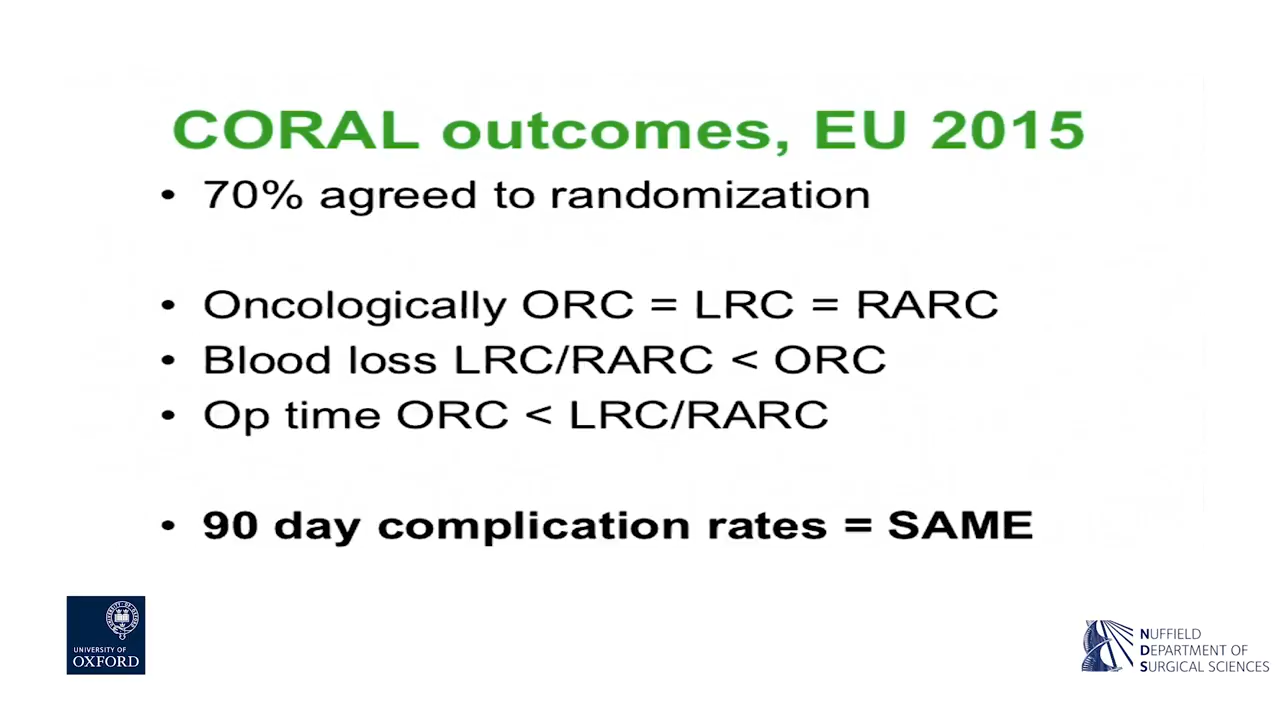 CORAL outcomes, EU 2015
• 70% agreed to randomization
• Oncologically ORC = LRC = RARC
• Blood loss LRC/RARC < ORC
• Op time ORC < LRC/RARC
• 90 day complication rates = SAME
UNIVERSITY OF
OXFORD
NUFFIELD
DEPARTMENT OF
SURGICAL SCIENCES